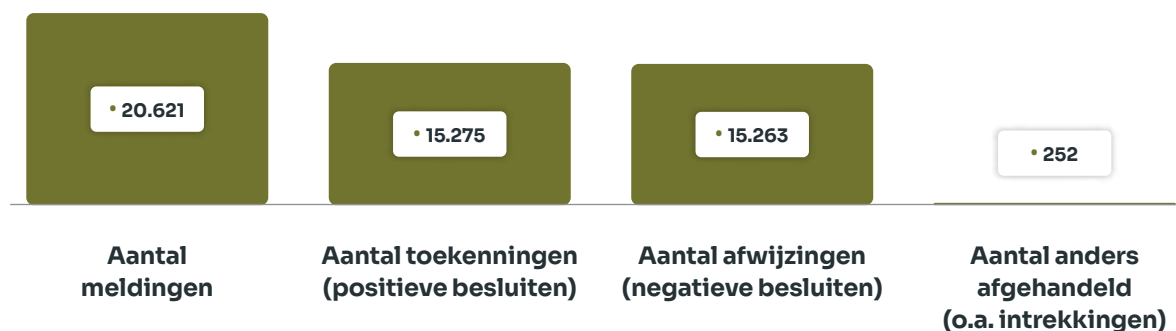 • 20.621
• 15.275
• 15.263
• 252
Aantal
meldingen
Aantal toekenningen
(positieve besluiten)
Aantal afwijzingen
(negatieve besluiten)
Aantal anders
afgehandeld
(o.a. intrekkingen)